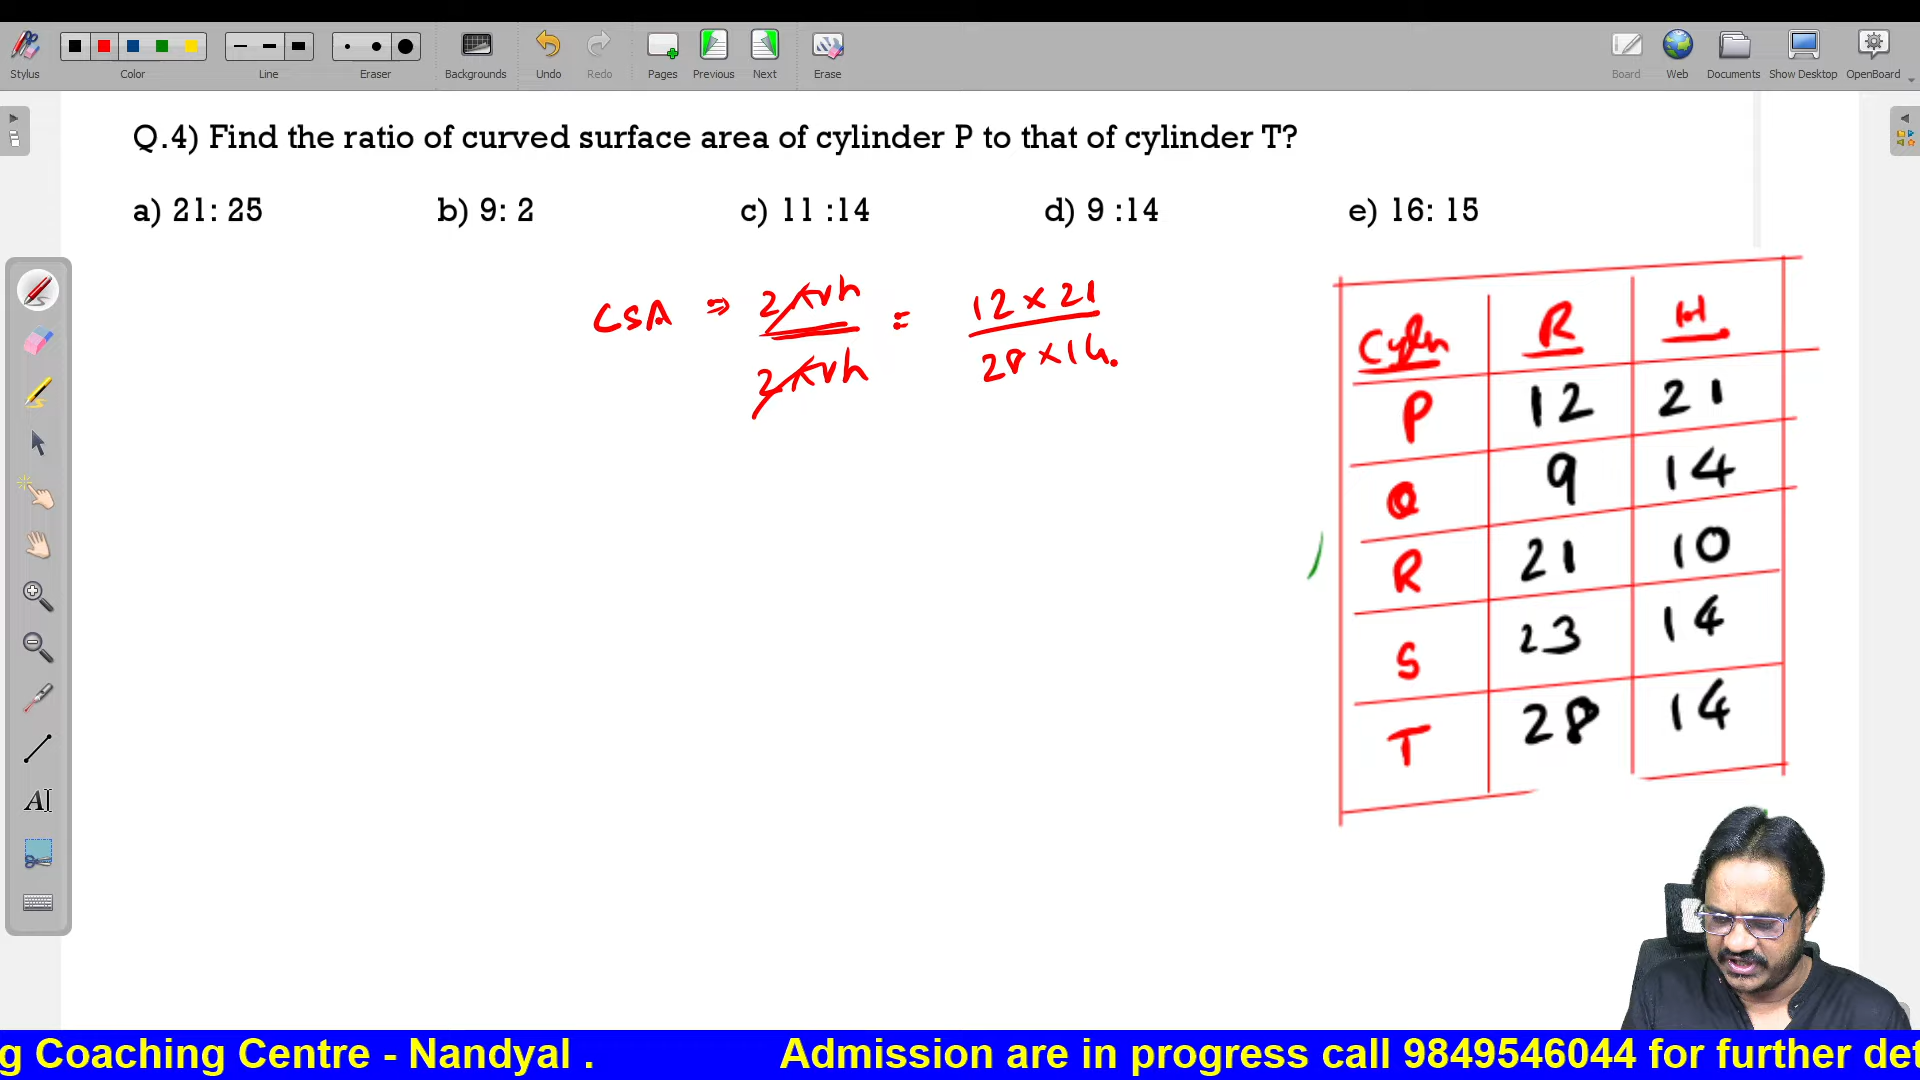 Stylus
Color
Line
Eraser
Backgrounds
Undo
Redo
Pages
Previous
Next
Erase
Board
Web
Documents
Show Desktop
OpenBoard
Q.4) Find the ratio of curved surface area of cylinder P to that of cylinder T?
a) 21: 25 b) 9: 2 c) 11 :14 d) 9 :14 e) 16: 15
CSA ⇒ 2πrh / 2πrh = 12 × 21 / 28 × 14
R H
P 12 21
Q 9 14
R 21 10
S 23 14
T 28 14
g Coaching Centre - Nandyal . Admission are in progress call 9849546044 for further det